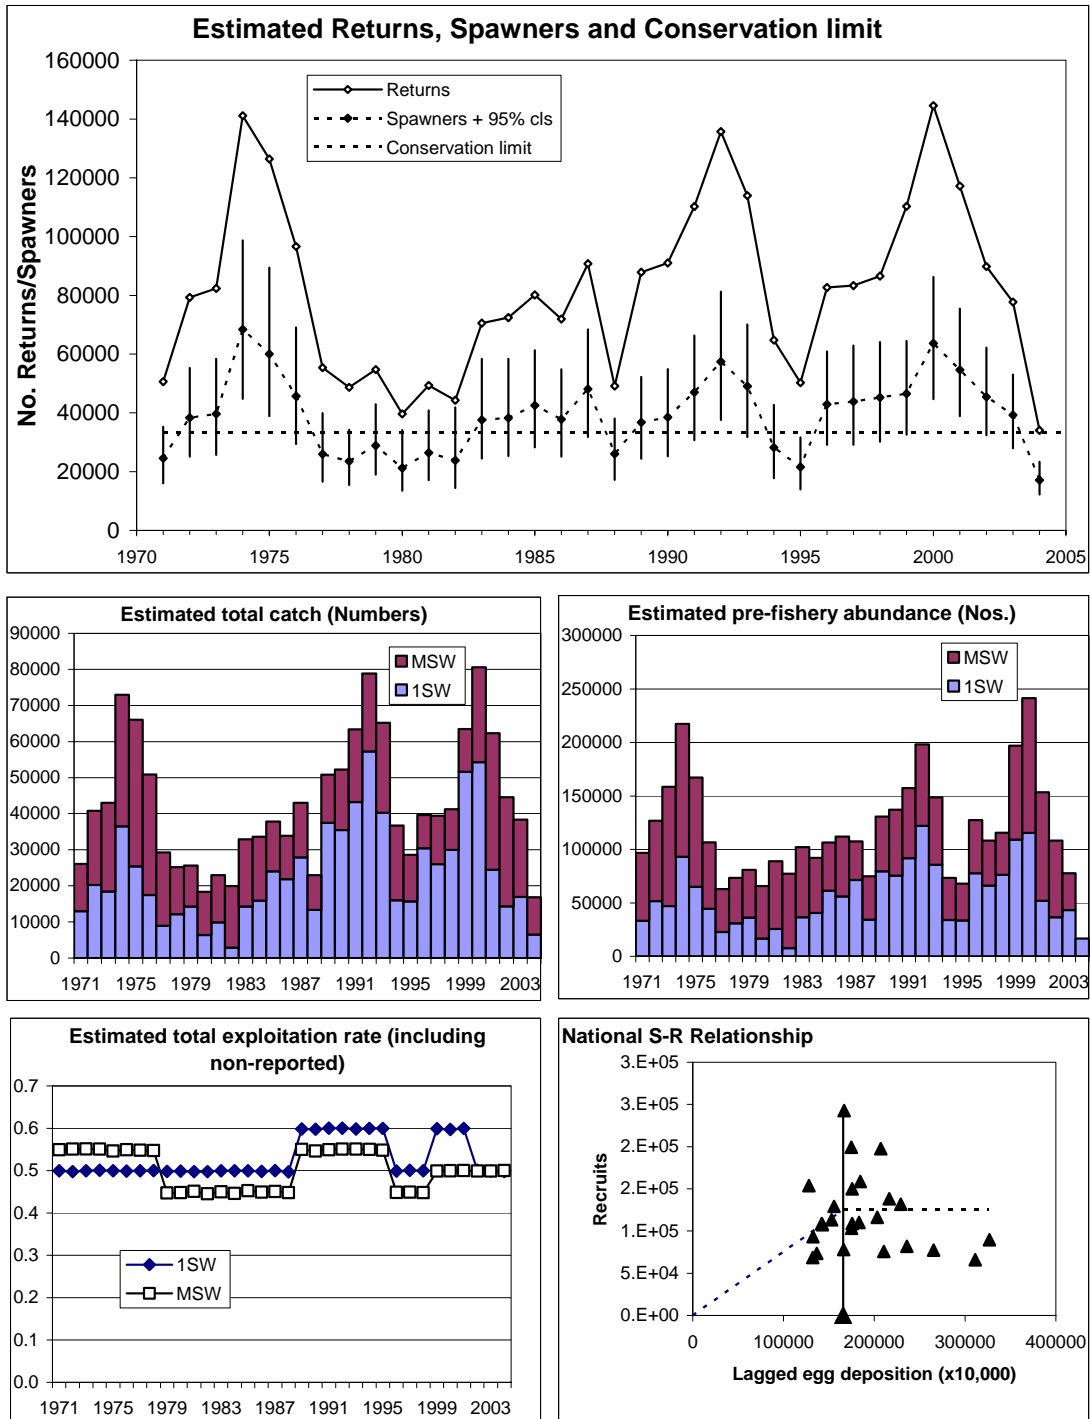 Estimated Returns, Spawners and Conservation limit
160000
140000
120000
100000
80000
60000
40000
20000
0
No. Returns/Spawners
Returns
Spawners + 95% cls
Conservation limit
1970 1975 1980 1985 1990 1995 2000 2005
Estimated total catch (Numbers)
90000
80000
70000
60000
50000
40000
30000
20000
10000
0
MSW
1SW
1971 1975 1979 1983 1987 1991 1995 1999 2003
Estimated pre-fishery abundance (Nos.)
300000
250000
200000
150000
100000
50000
0
MSW
1SW
1971 1975 1979 1983 1987 1991 1995 1999 2003
Estimated total exploitation rate (including
non-reported)
0.7
0.6
0.5
0.4
0.3
0.2
0.1
0.0
1SW
MSW
1971 1975 1979 1983 1987 1991 1995 1999 2003
National S-R Relationship
3.E+05
3.E+05
2.E+05
2.E+05
1.E+05
5.E+04
0.E+00
Recruits
0 100000 200000 300000 400000
Lagged egg deposition (x10,000)